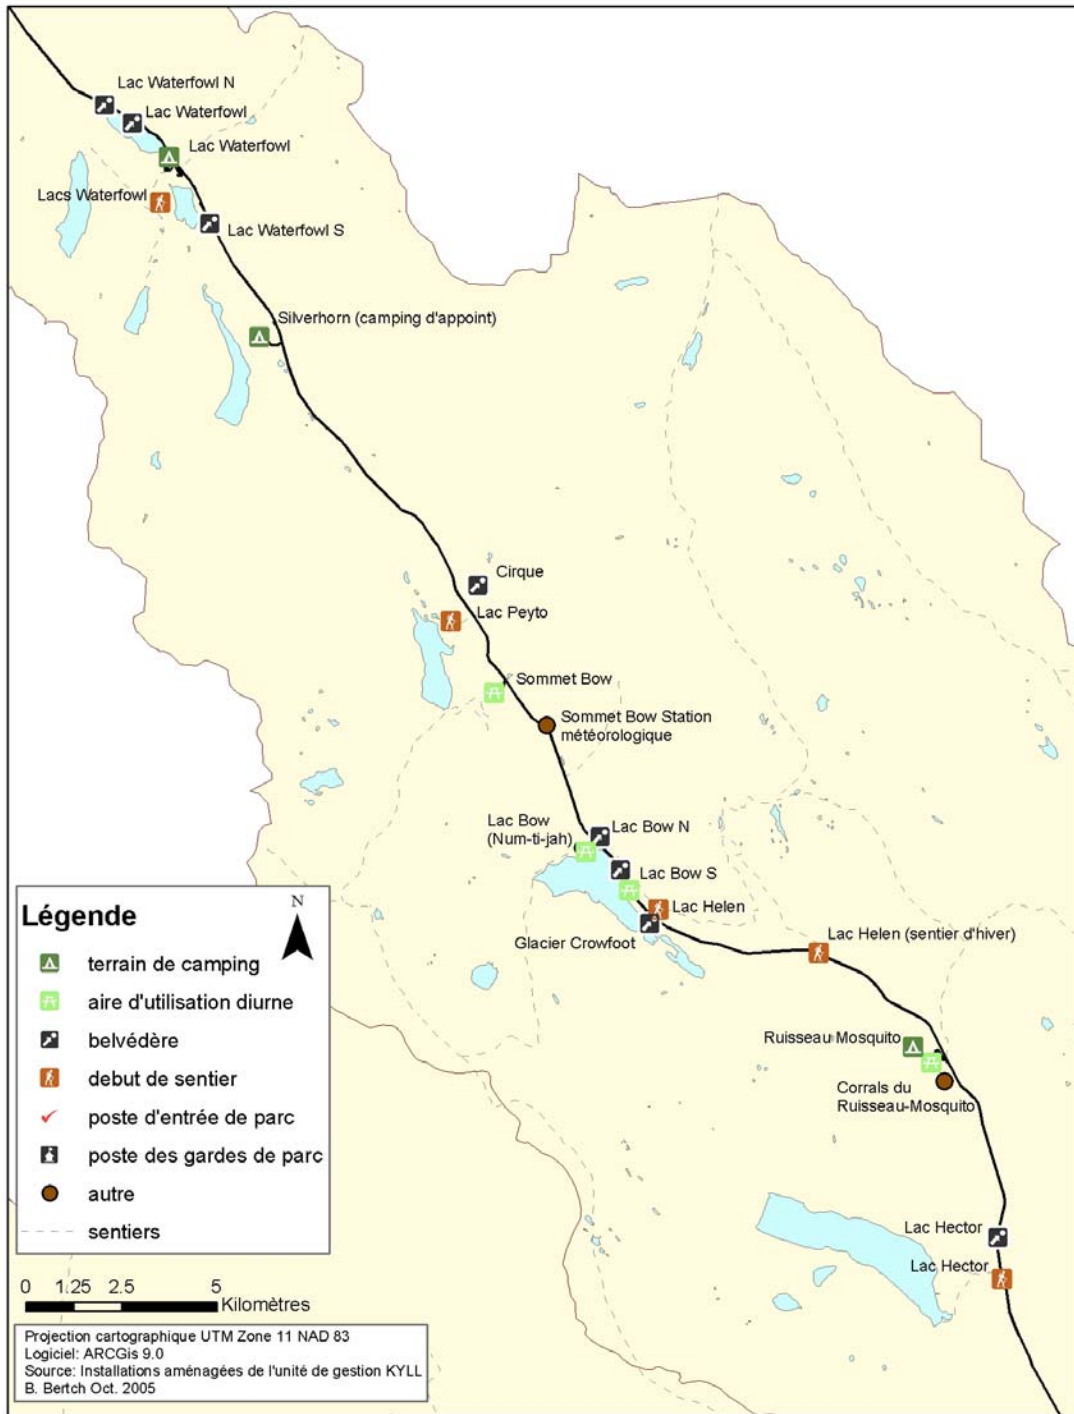 Lac Waterfowl N
Lac Waterfowl
Lac Waterfowl
Lacs Waterfowl
Lac Waterfowl S
Silverhorn (camping d'appoint)
Cirque
Lac Peyto
Sommet Bow
Sommet Bow Station
météorologique
Lac Bow
(Num-ti-jah)
Lac Bow N
Lac Bow S
Lac Helen
Glacier Crowfoot
Lac Helen (sentier d'hiver)
Ruisseau Mosquito
Corrals du
Ruisseau-Mosquito
Lac Hector
Lac Hector
Légende
N
terrain de camping
aire d'utilisation diurne
belvédère
debut de sentier
poste d'entrée de parc
poste des gardes de parc
autre
sentiers
0 1.25 2.5 5
Kilomètres
Projection cartographique UTM Zone 11 NAD 83
Logiciel: ARCGis 9.0
Source: Installations aménagées de l'unité de gestion KYLL
B. Bertch Oct. 2005